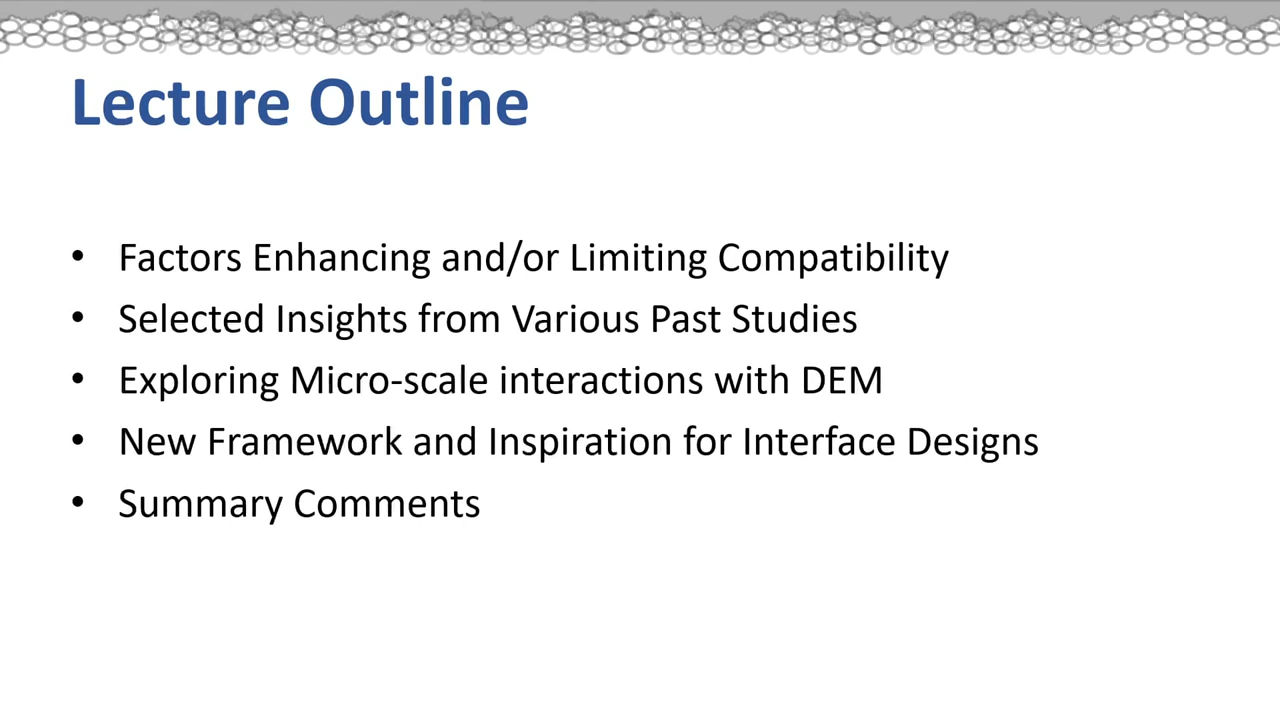 Lecture Outline
• Factors Enhancing and/or Limiting Compatibility
• Selected Insights from Various Past Studies
• Exploring Micro-scale interactions with DEM
• New Framework and Inspiration for Interface Designs
• Summary Comments